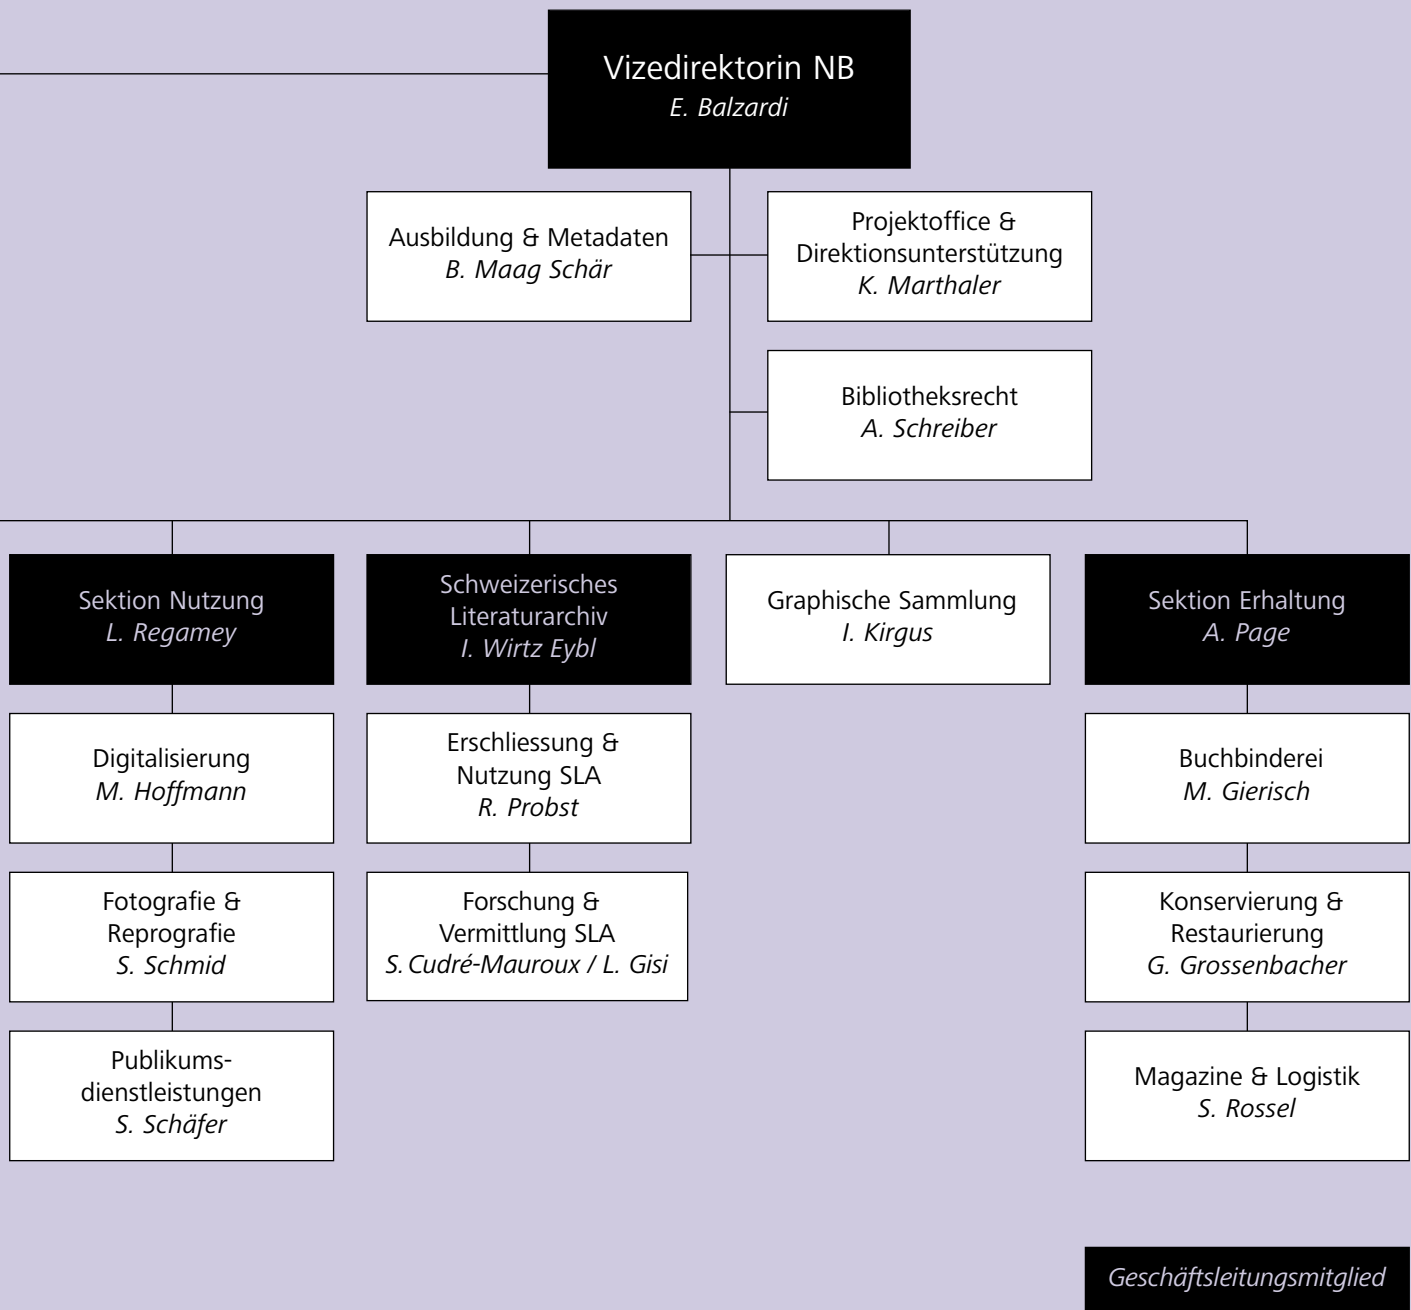 Vizedirektorin NB
E. Balzardi
Ausbildung & Metadaten
B. Maag Schär
Projektoffice &
Direktionsunterstützung
K. Marthaler
Bibliotheksrecht
A. Schreiber
Sektion Nutzung
L. Regamey
Schweizerisches
Literaturarchiv
I. Wirtz Eybl
Graphische Sammlung
I. Kirgus
Sektion Erhaltung
A. Page
Digitalisierung
M. Hoffmann
Erschliessung &
Nutzung SLA
R. Probst
Buchbinderei
M. Gierisch
Fotografie &
Reprografie
S. Schmid
Forschung &
Vermittlung SLA
S. Cudré-Mauroux / L. Gisi
Konservierung &
Restaurierung
G. Grossenbacher
Publikums-
dienstleistungen
S. Schäfer
Magazine & Logistik
S. Rossel
Geschäftsleitungsmitglied